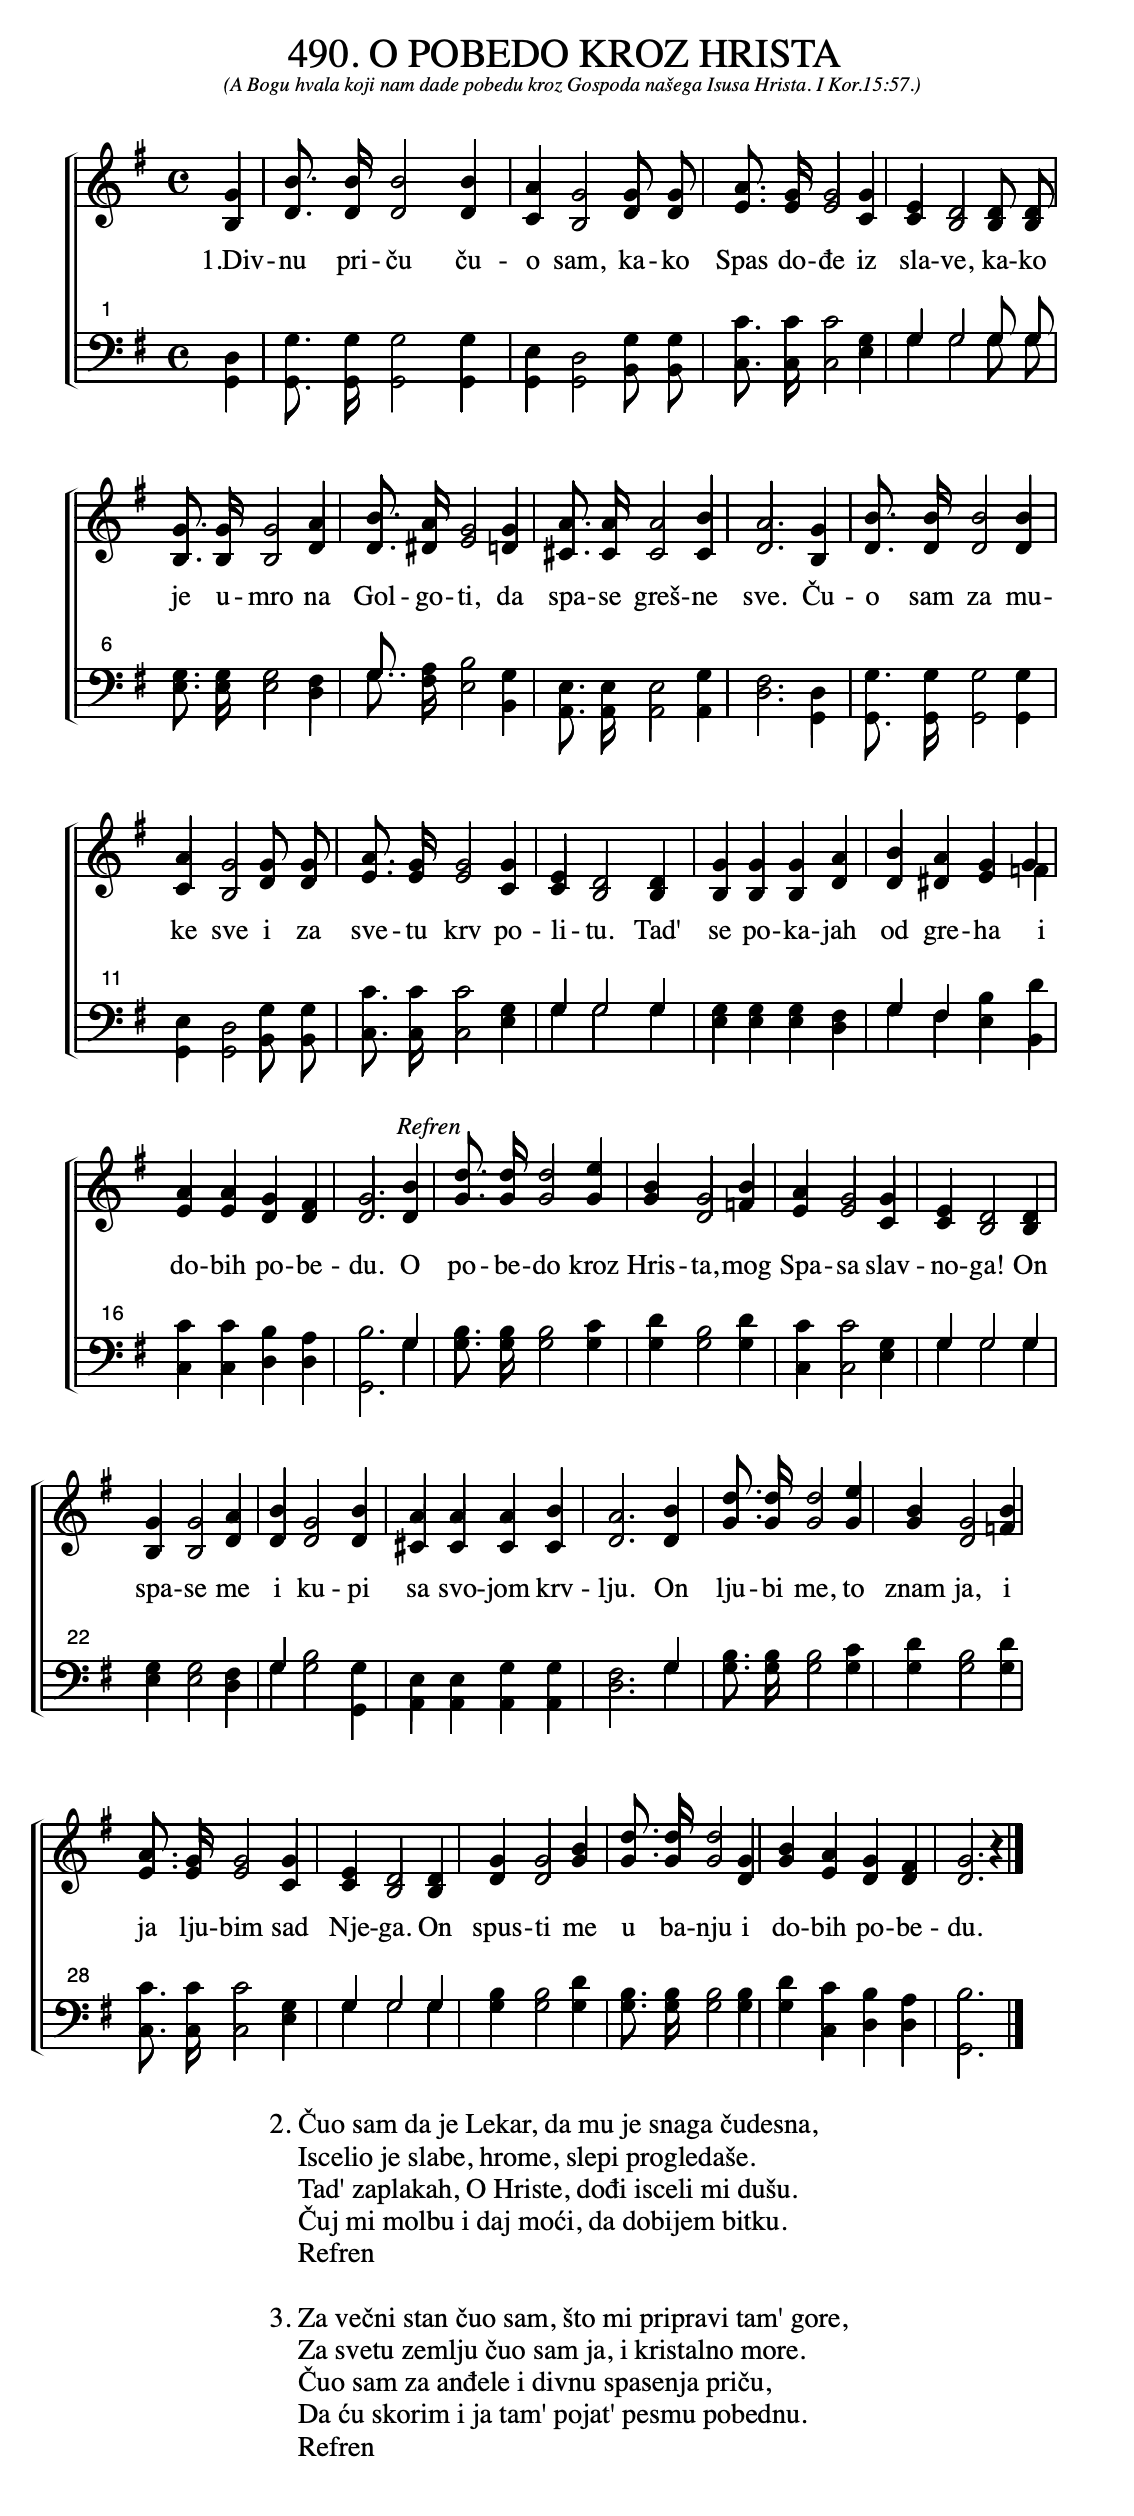 490. O POBEDO KROZ HRISTA
(A Bogu hvala koji nam dade pobedu kroz Gospoda našega Isusa Hrista. I Kor.15:57.)
1.Div-nu pri-ču ču-o sam, ka-ko Spas do-đe iz sla-ve, ka-ko
1
je u-mro na Gol-go-ti, da spa-se greš-ne sve. Ču-o sam za mu-
6
ke sve i za sve-tu krv po-li-tu. Tad' se po-ka-jah od gre-ha i
11
Refren
do-bih po-be-du. O po-be-do kroz Hris-ta, mog Spa-sa slav-no-ga! On
16
spa-se me i ku-pi sa svo-jom krv-lju. On lju-bi me, to znam ja, i
22
ja lju-bim sad Nje-ga. On spus-ti me u ba-nju i do-bih po-be-du.
28
2. Čuo sam da je Lekar, da mu je snaga čudesna,
Iscelio je slabe, hrome, slepi progledaše.
Tad' zaplakah, O Hriste, dođi isceli mi dušu.
Čuj mi molbu i daj moći, da dobijem bitku.
Refren
3. Za večni stan čuo sam, što mi pripravi tam' gore,
Za svetu zemlju čuo sam ja, i kristalno more.
Čuo sam za anđele i divnu spasenja priču,
Da ću skorim i ja tam' pojat' pesmu pobednu.
Refren